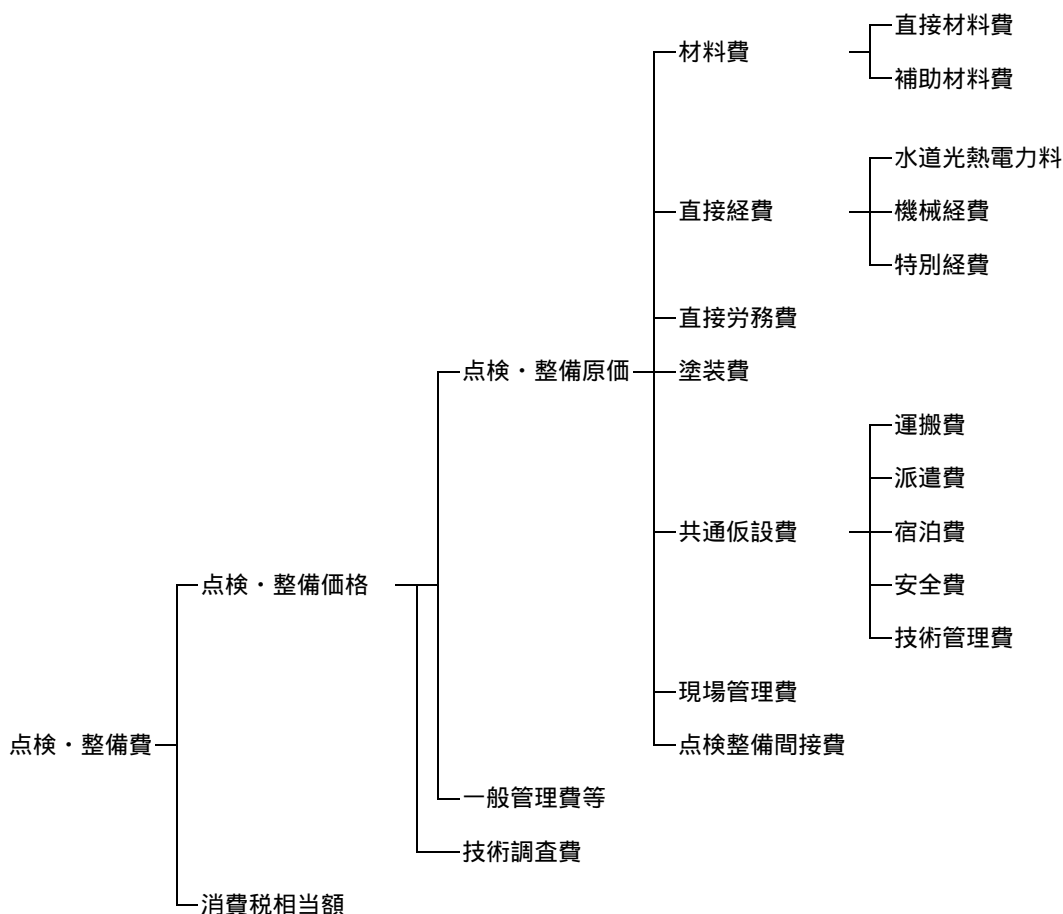 直接材料費
材料費
補助材料費
水道光熱電力料
直接経費
機械経費
特別経費
直接労務費
点検・整備原価
塗装費
運搬費
派遣費
共通仮設費
宿泊費
点検・整備価格
安全費
技術管理費
現場管理費
点検・整備費
点検整備間接費
一般管理費等
技術調査費
消費税相当額